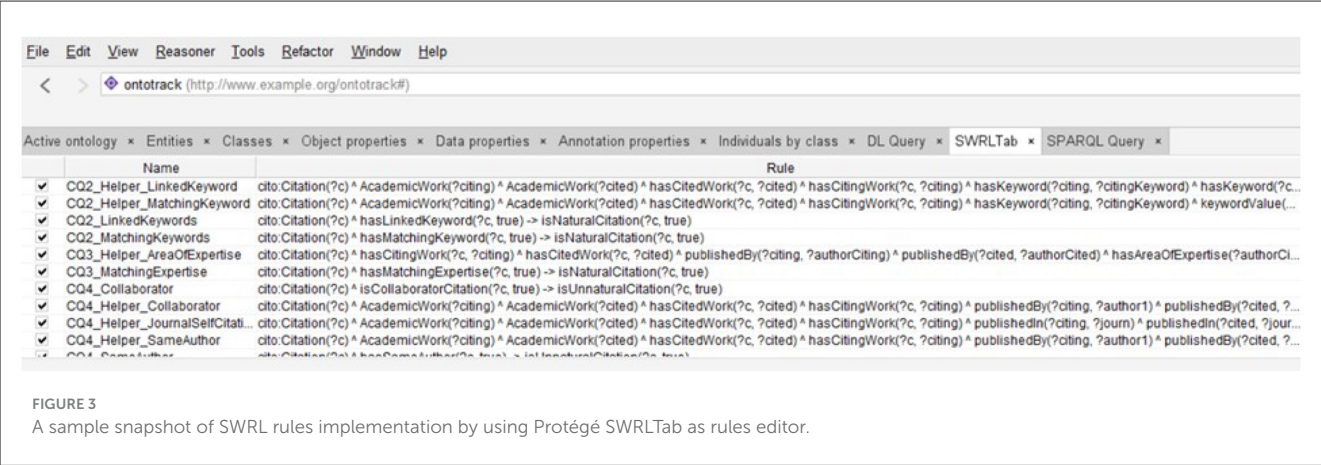 File Edit View Reasoner Tools Refactor Window Help
< > ontotrack (http://www.example.org/ontotrack#)
Active ontology × Entities × Classes × Object properties × Data properties × Annotation properties × Individuals by class × DL Query × SWRLTab × SPARQL Query ×
Name Rule
CQ2_Helper_LinkedKeyword cito:Citation(?c) ^ AcademicWork(?citing) ^ AcademicWork(?cited) ^ hasCitedWork(?c, ?cited) ^ hasCitingWork(?c, ?citing) ^ hasKeyword(?citing, ?citingKeyword) ^ hasKeyword(?c...
CQ2_Helper_MatchingKeyword cito:Citation(?c) ^ AcademicWork(?citing) ^ AcademicWork(?cited) ^ hasCitedWork(?c, ?cited) ^ hasCitingWork(?c, ?citing) ^ hasKeyword(?citing, ?citingKeyword) ^ keywordValue(...
CQ2_LinkedKeywords cito:Citation(?c) ^ hasLinkedKeyword(?c, true) -> isNaturalCitation(?c, true)
CQ2_MatchingKeywords cito:Citation(?c) ^ hasMatchingKeyword(?c, true) -> isNaturalCitation(?c, true)
CQ3_Helper_AreaOfExpertise cito:Citation(?c) ^ hasCitingWork(?c, ?citing) ^ hasCitedWork(?c, ?cited) ^ publishedBy(?citing, ?authorCiting) ^ publishedBy(?cited, ?authorCited) ^ hasAreaOfExpertise(?authorCi...
CQ3_MatchingExpertise cito:Citation(?c) ^ hasMatchingExpertise(?c, true) -> isNaturalCitation(?c, true)
CQ4_Collaborator cito:Citation(?c) ^ isCollaboratorCitation(?c, true) -> isUnnaturalCitation(?c, true)
CQ4_Helper_Collaborator cito:Citation(?c) ^ AcademicWork(?citing) ^ AcademicWork(?cited) ^ hasCitedWork(?c, ?cited) ^ hasCitingWork(?c, ?citing) ^ publishedBy(?citing, ?author1) ^ publishedBy(?cited, ?...
CQ4_Helper_JournalSelfCitati... cito:Citation(?c) ^ AcademicWork(?citing) ^ AcademicWork(?cited) ^ hasCitedWork(?c, ?cited) ^ hasCitingWork(?c, ?citing) ^ publishedIn(?citing, ?journ) ^ publishedIn(?cited, ?jour...
CQ4_Helper_SameAuthor cito:Citation(?c) ^ AcademicWork(?citing) ^ AcademicWork(?cited) ^ hasCitedWork(?c, ?cited) ^ hasCitingWork(?c, ?citing) ^ publishedBy(?citing, ?author1) ^ publishedBy(?cited, ?...
CQ4_SameAuthor cito:Citation(?c) ^ hasSameAuthor(?c, true) -> isUnnaturalCitation(?c, true)
FIGURE 3
A sample snapshot of SWRL rules implementation by using Protégé SWRLTab as rules editor.